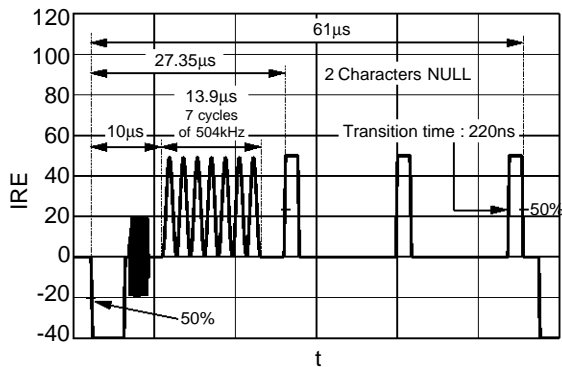 120
100
80
60
40
20
0
-20
-40
IRE
61µs
27.35µs
2 Characters NULL
13.9µs
7 cycles
of 504kHz
10µs
Transition time : 220ns
50%
50%
t